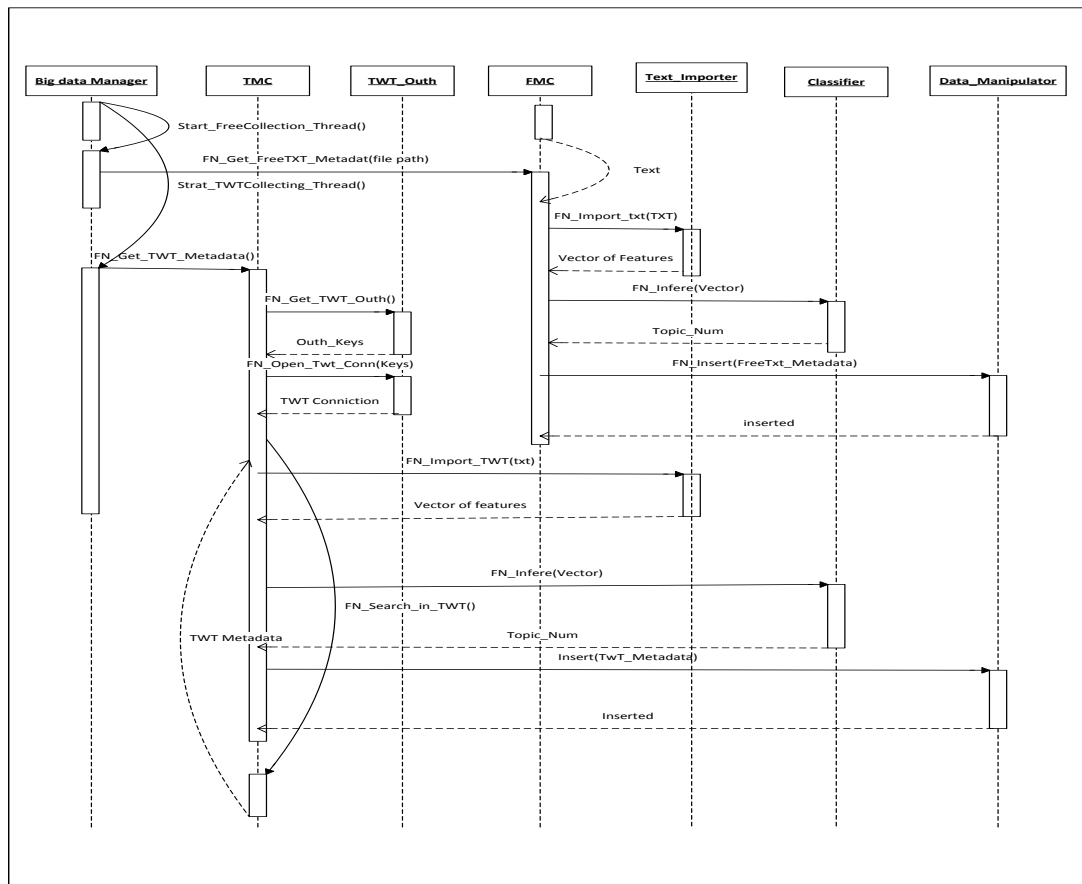 Big data Manager
TMC
TWT_Outh
FMC
Text_Importer
Classifier
Data_Manipulator
Start_FreeCollection_Thread()
FN_Get_FreeTXT_Metadat(file path)
Text
Strat_TWTCollecting_Thread()
FN_Import_txt(TXT)
FN_Get_TWT_Metadata()
Vector of Features
FN_Infere(Vector)
FN_Get_TWT_Outh()
Topic_Num
Outh_Keys
FN_Open_Twt_Conn(Keys)
FN_Insert(FreeTxt_Metadata)
TWT Conniction
inserted
FN_Import_TWT(txt)
Vector of features
FN_Infere(Vector)
FN_Search_in_TWT()
TWT Metadata
Topic_Num
Insert(TwT_Metadata)
Inserted